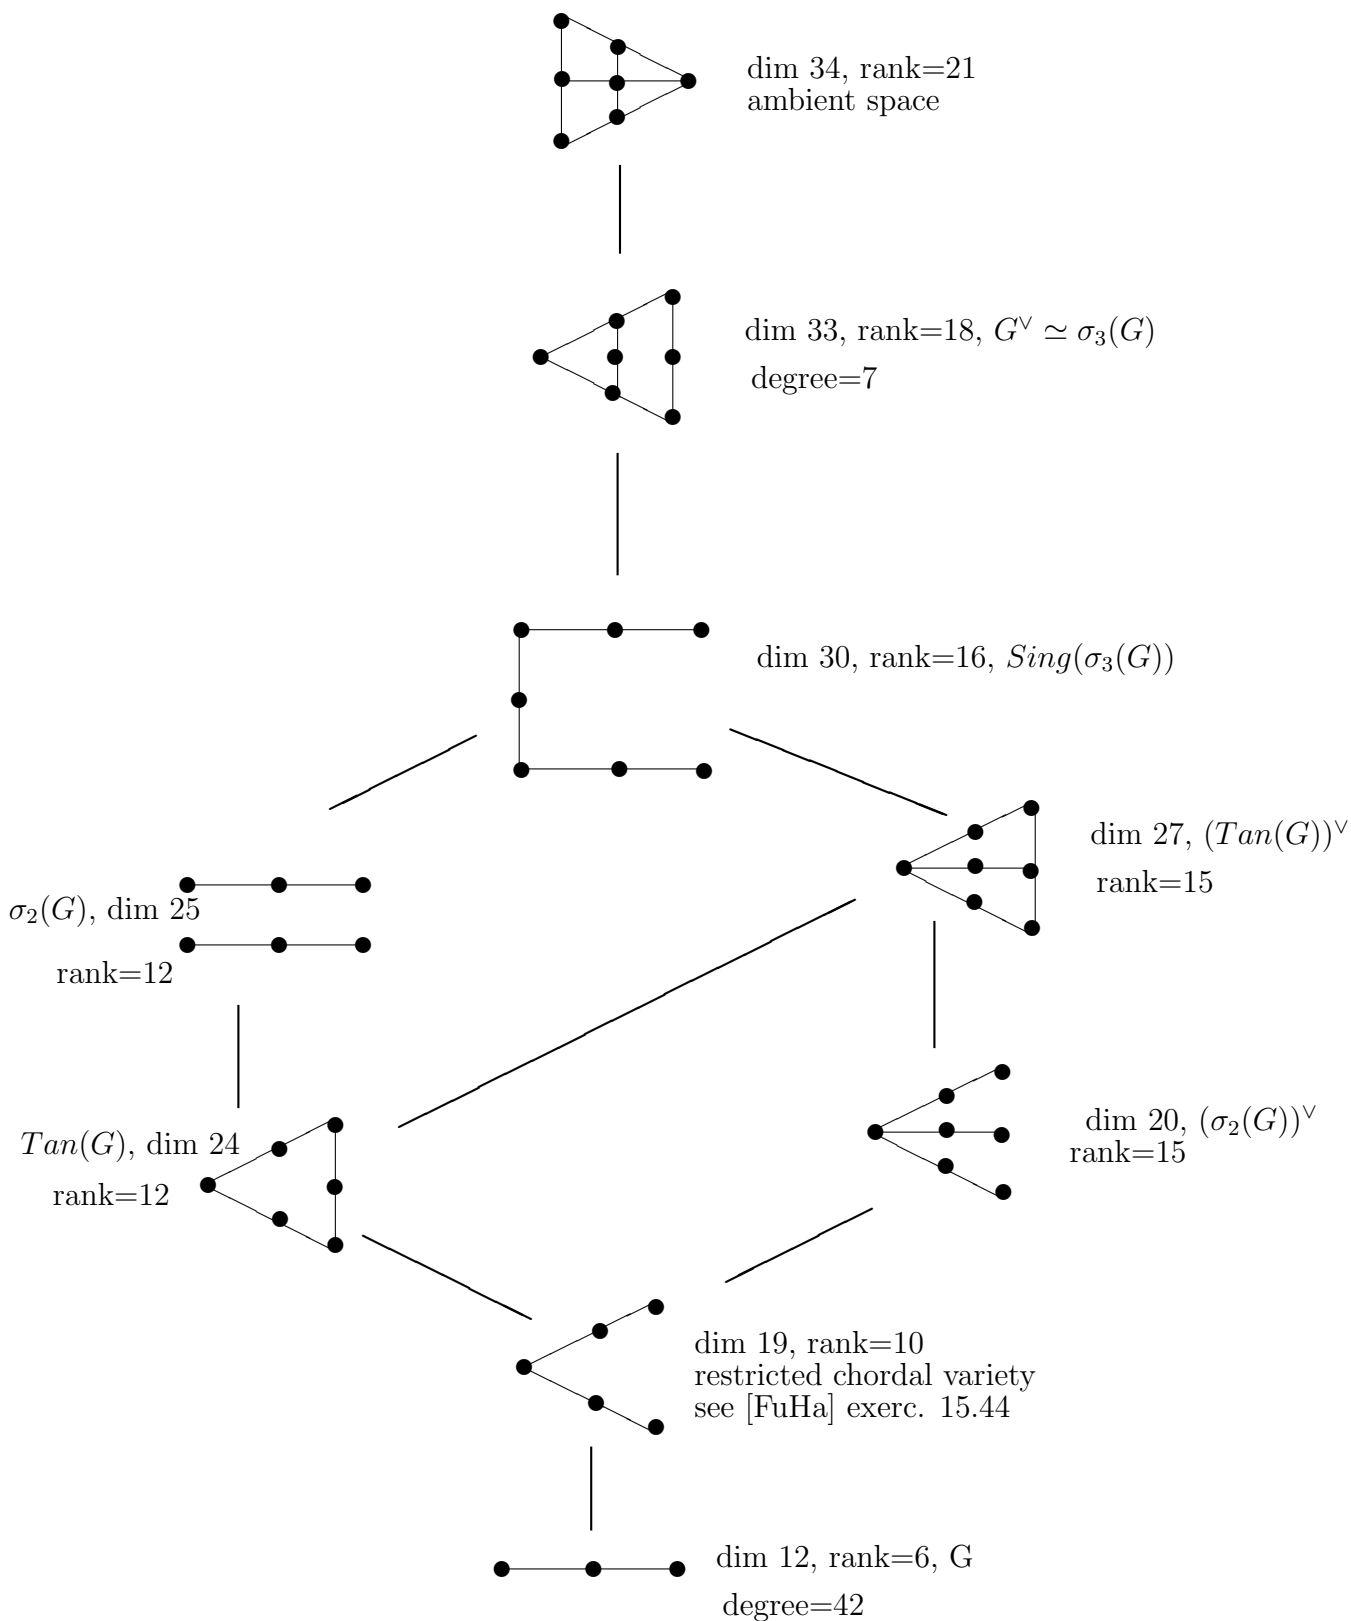 dim 34, rank=21
ambient space
dim 33, rank=18, $G^\vee \simeq \sigma_3(G)$
degree=7
dim 30, rank=16, $Sing(\sigma_3(G))$
dim 27, $(Tan(G))^\vee$
rank=15
$\sigma_2(G)$, dim 25
rank=12
dim 20, $(\sigma_2(G))^\vee$
rank=15
$Tan(G)$, dim 24
rank=12
dim 19, rank=10
restricted chordal variety
see [FuHa] exerc. 15.44
dim 12, rank=6, G
degree=42